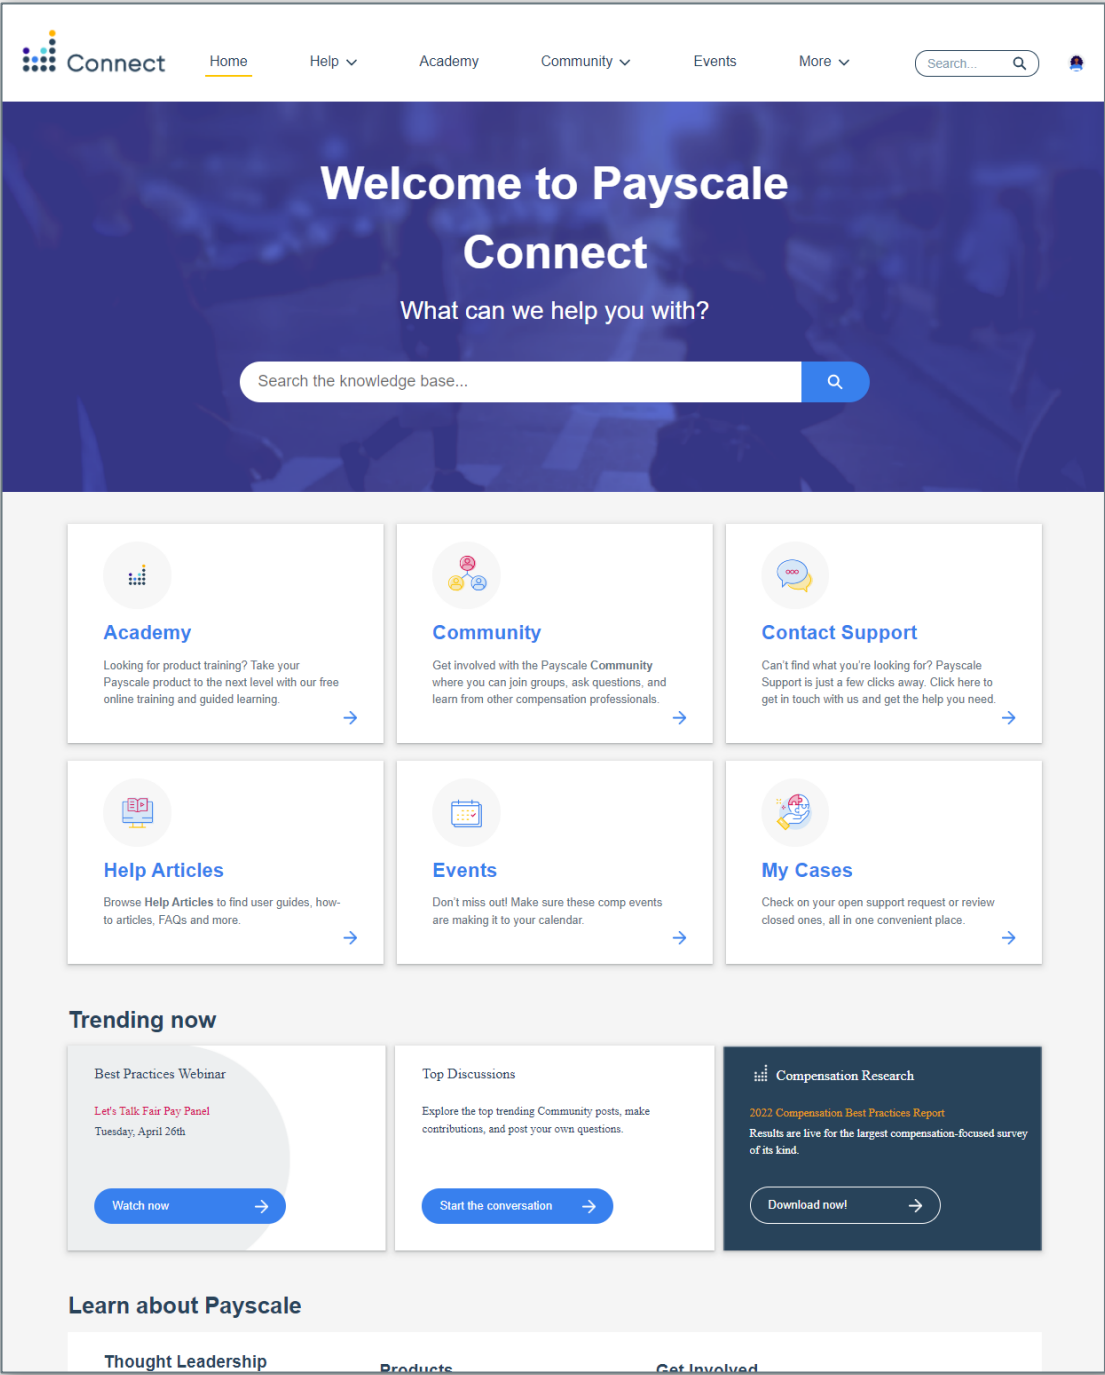 Connect
Home
Help
Academy
Community
Events
More
Search...
Welcome to Payscale
Connect
What can we help you with?
Search the knowledge base...
Academy
Looking for product training? Take your
Payscale product to the next level with our free
online training and guided learning.
Community
Get involved with the Payscale Community
where you can join groups, ask questions, and
learn from other compensation professionals.
Contact Support
Can't find what you're looking for? Payscale
Support is just a few clicks away. Click here to
get in touch with us and get the help you need.
Help Articles
Browse Help Articles to find user guides, how-
to articles, FAQs and more.
Events
Don't miss out! Make sure these comp events
are making it to your calendar.
My Cases
Check on your open support request or review
closed ones, all in one convenient place.
Trending now
Best Practices Webinar
Let's Talk Fair Pay Panel
Tuesday, April 26th
Watch now
Top Discussions
Explore the top trending Community posts, make
contributions, and post your own questions.
Start the conversation
Compensation Research
2022 Compensation Best Practices Report
Results are live for the largest compensation-focused survey
of its kind.
Download now!
Learn about Payscale
Thought Leadership
Products
Get Involved